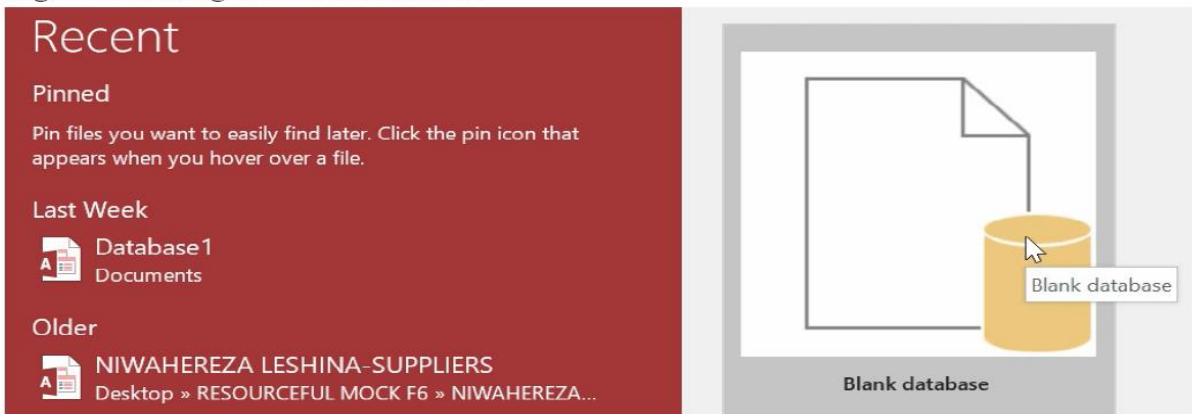 Recent
Pinned
Pin files you want to easily find later. Click the pin icon that
appears when you hover over a file.
Last Week
Database1
Documents
Older
NIWAHEREZA LESHINA-SUPPLIERS
Desktop » RESOURCEFUL MOCK F6 » NIWAHEREZA...
Blank database
Blank database